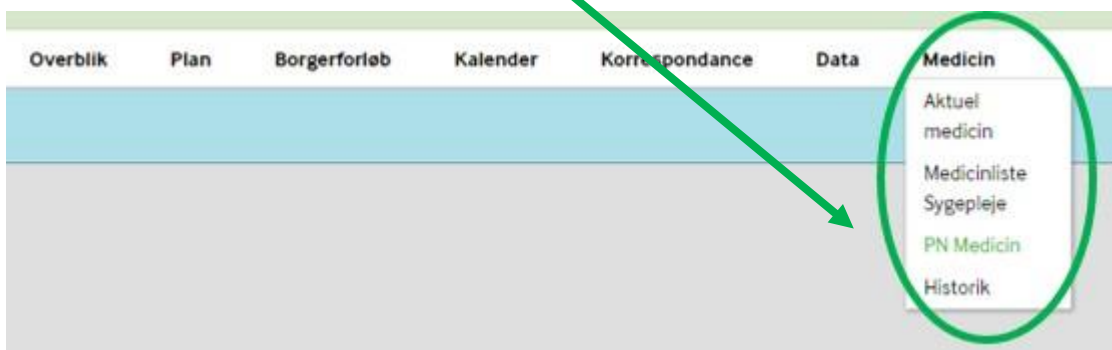 Overblik Plan Borgerforløb Kalender Korrespondance Data Medicin
Aktuel
medicin
Medicinliste
Sygepleje
PN Medicin
Historik